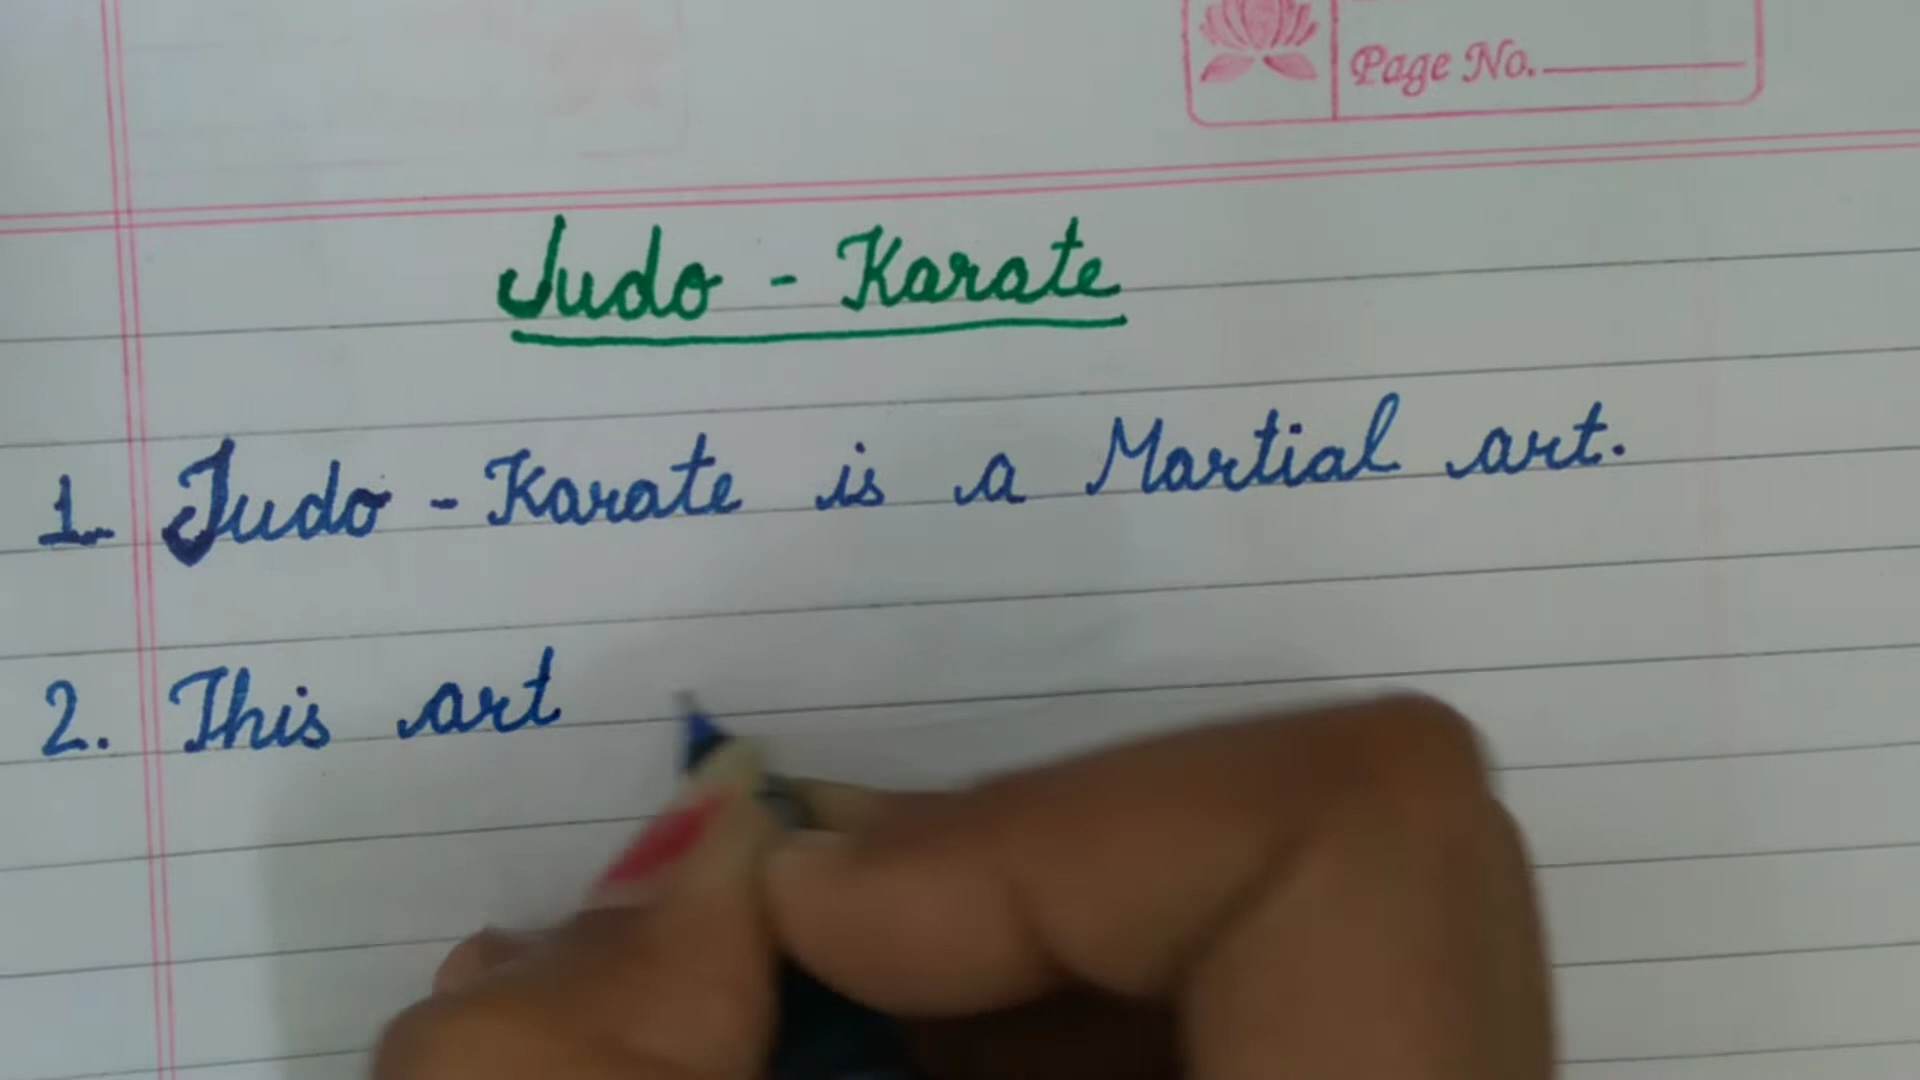 Page No.
Judo - Karate
1. Judo - Karate is a Martial art.
2. This art